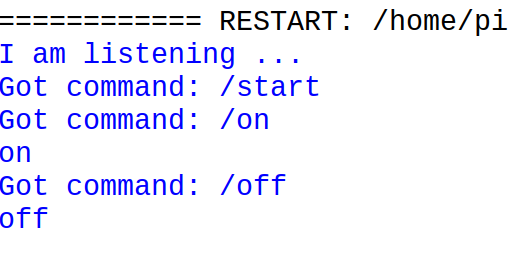 ============ RESTART: /home/pi
I am listening ...
Got command: /start
Got command: /on
on
Got command: /off
off